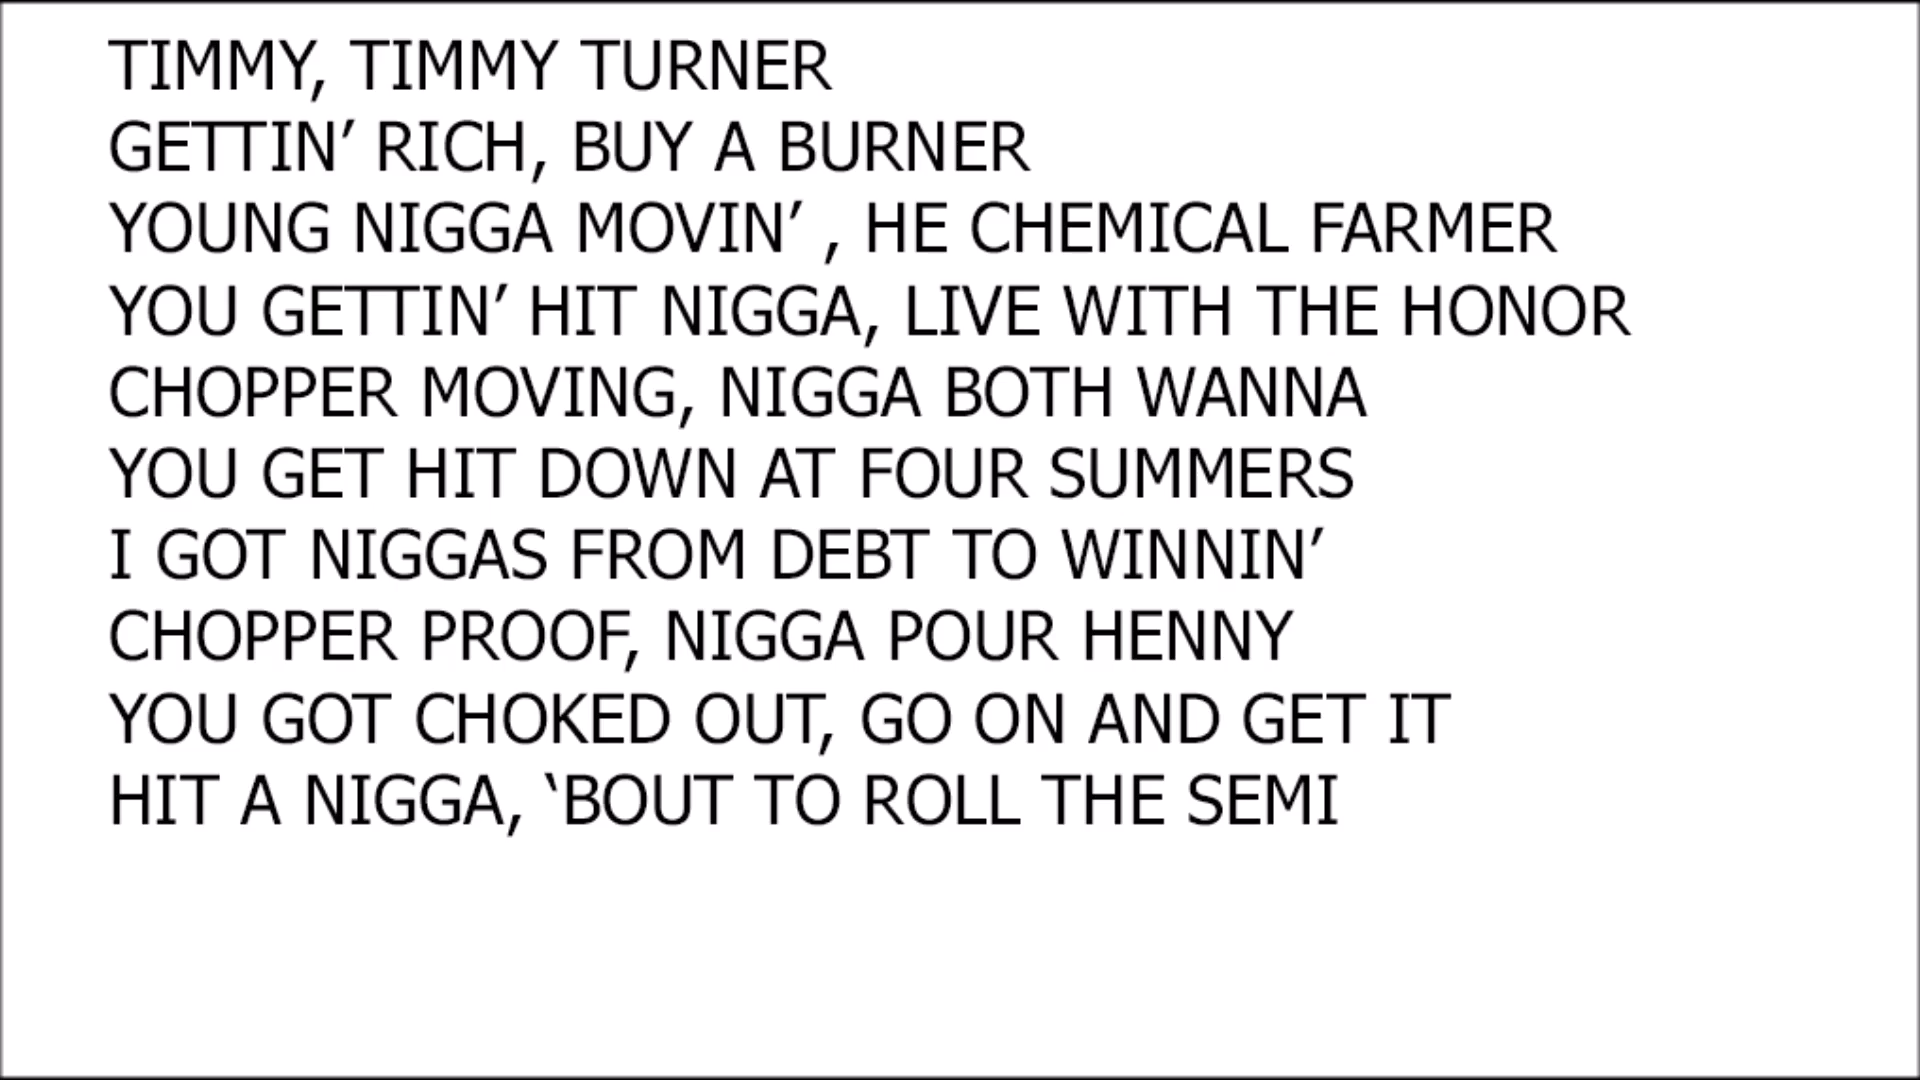 TIMMY, TIMMY TURNER
GETTIN’ RICH, BUY A BURNER
YOUNG NIGGA MOVIN’ , HE CHEMICAL FARMER
YOU GETTIN’ HIT NIGGA, LIVE WITH THE HONOR
CHOPPER MOVING, NIGGA BOTH WANNA
YOU GET HIT DOWN AT FOUR SUMMERS
I GOT NIGGAS FROM DEBT TO WINNIN’
CHOPPER PROOF, NIGGA POUR HENNY
YOU GOT CHOKED OUT, GO ON AND GET IT
HIT A NIGGA, ‘BOUT TO ROLL THE SEMI